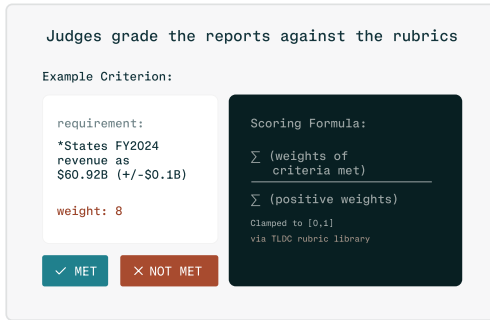 Judges grade the reports against the rubrics
Example Criterion:
requirement:
*States FY2024
revenue as
$60.92B (+/-$0.1B)
weight: 8
✓ MET
✕ NOT MET
Scoring Formula:
∑ (weights of
criteria met)
∑ (positive weights)
Clamped to [0,1]
via TLDC rubric library